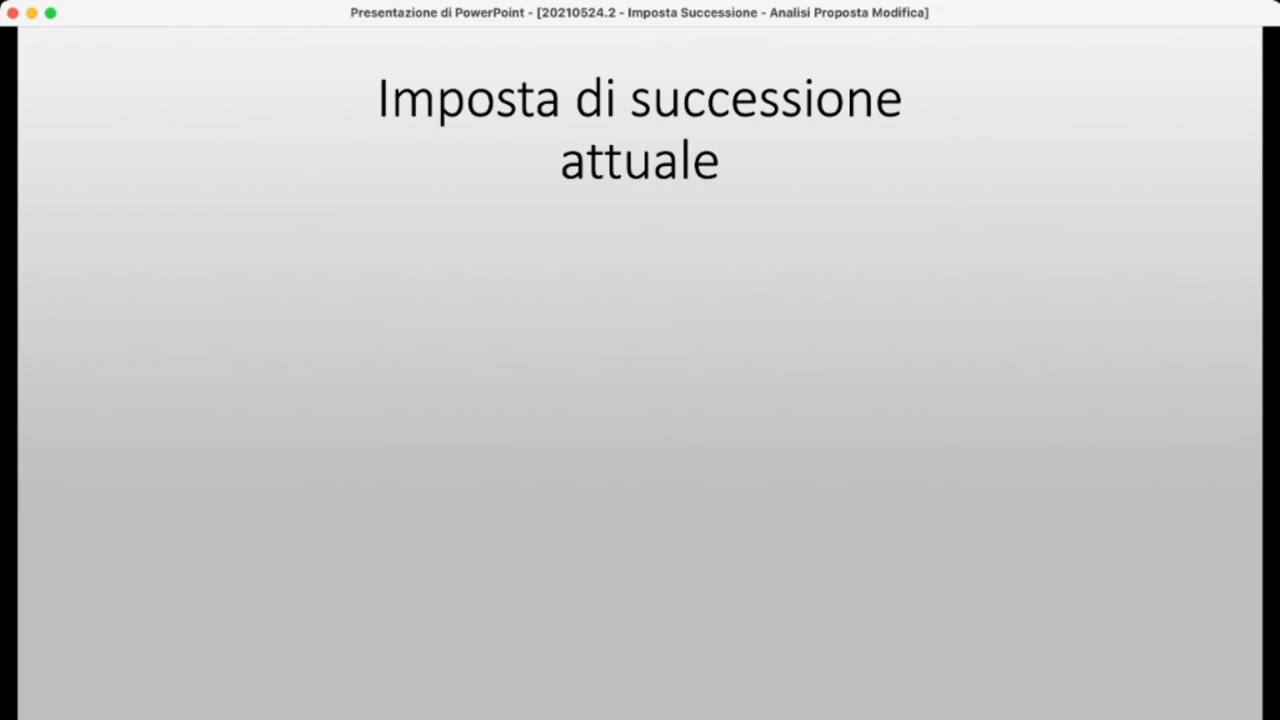 Presentazione di PowerPoint - [20210524.2 - Imposta Successione - Analisi Proposta Modifica]
Imposta di successione
attuale